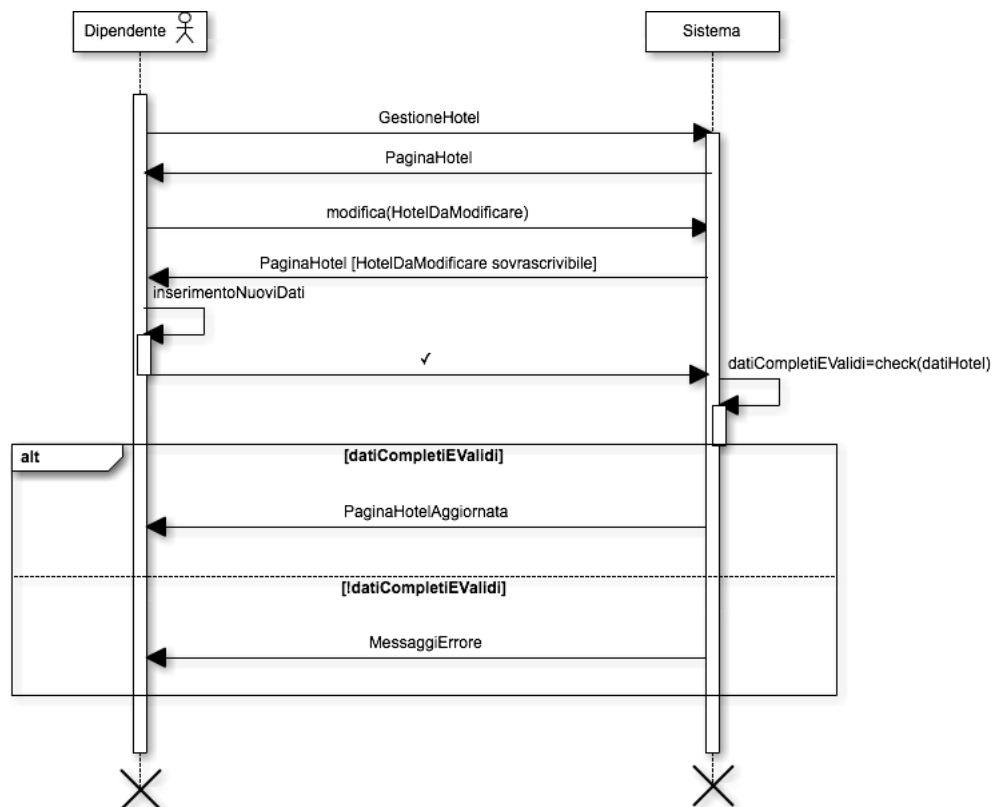 Dipendente
Sistema
GestioneHotel
PaginaHotel
modifica(HotelDaModificare)
PaginaHotel [HotelDaModificare sovrascrivibile]
inserimentoNuoviDati
✓
datiCompletiEValidi=check(datiHotel)
alt
[datiCompletiEValidi]
PaginaHotelAggiornata
[!datiCompletiEValidi]
MessaggiErrore